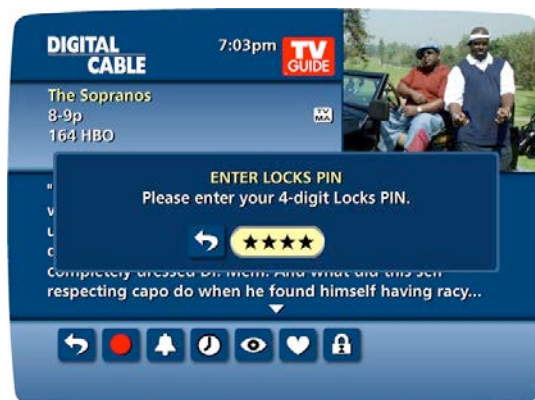 DIGITAL
CABLE
7:03pm
TV
GUIDE
The Sopranos
8-9p
TV
MA
164 HBO
ENTER LOCKS PIN
Please enter your 4-digit Locks PIN.
★★★★
completely dressed Dr. Melfi. And what did this self-
respecting capo do when he found himself having racy...